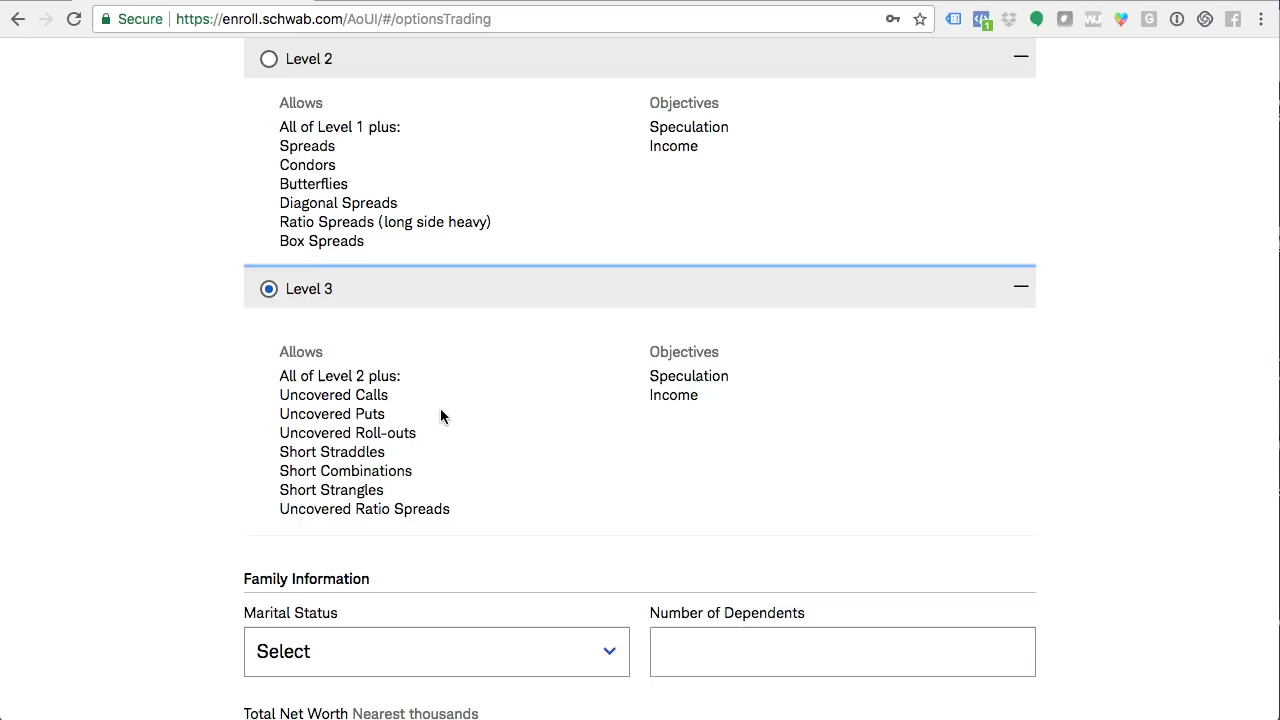 Secure https://enroll.schwab.com/AoUI/#/optionsTrading
1
Level 2
Allows
Objectives
All of Level 1 plus:
Speculation
Spreads
Income
Condors
Butterflies
Diagonal Spreads
Ratio Spreads (long side heavy)
Box Spreads
Level 3
Allows
Objectives
All of Level 2 plus:
Speculation
Uncovered Calls
Income
Uncovered Puts
Uncovered Roll-outs
Short Straddles
Short Combinations
Short Strangles
Uncovered Ratio Spreads
Family Information
Marital Status
Number of Dependents
Select
Total Net Worth Nearest thousands